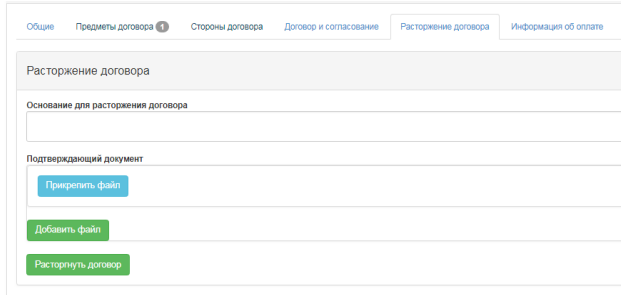 Общие Предметы договора 1 Стороны договора Договор и согласование Расторжение договора Информация об оплате
Расторжение договора
Основание для расторжения договора
Подтверждающий документ
Прикрепить файл
Добавить файл
Расторгнуть договор